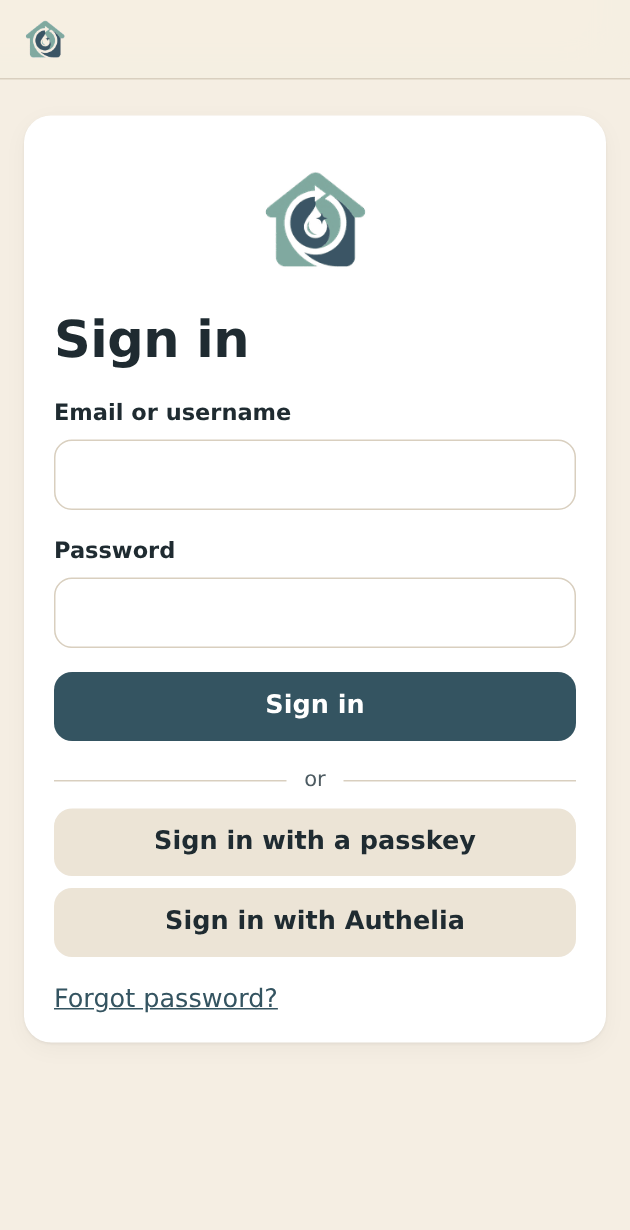 Sign in
Email or username
Password
Sign in
or
Sign in with a passkey
Sign in with Authelia
Forgot password?